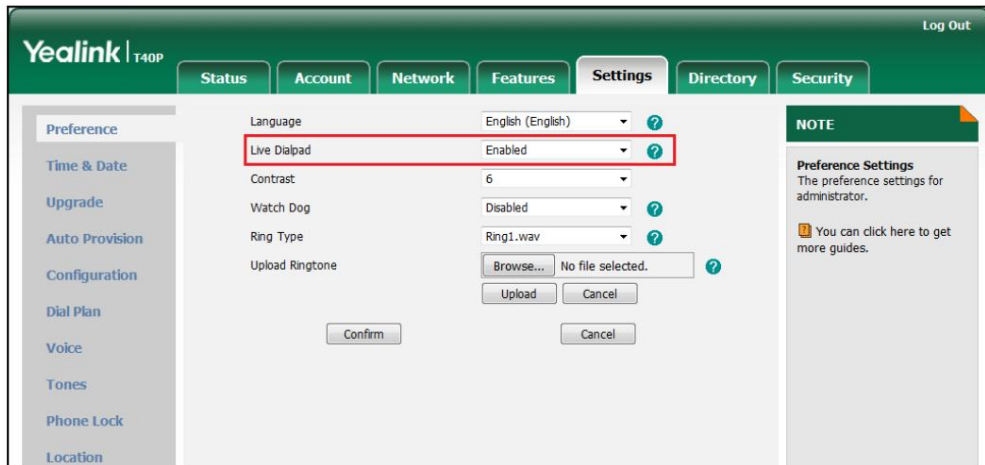 Log Out
Yealink T40P
Status Account Network Features Settings Directory Security
Preference
Time & Date
Upgrade
Auto Provision
Configuration
Dial Plan
Voice
Tones
Phone Lock
Location
Language English (English) ?
Live Dialpad Enabled ?
Contrast 6
Watch Dog Disabled ?
Ring Type Ring1.wav ?
Upload Ringtone Browse... No file selected. ?
Upload Cancel
Confirm Cancel
NOTE
Preference Settings
The preference settings for
administrator.
? You can click here to get
more guides.